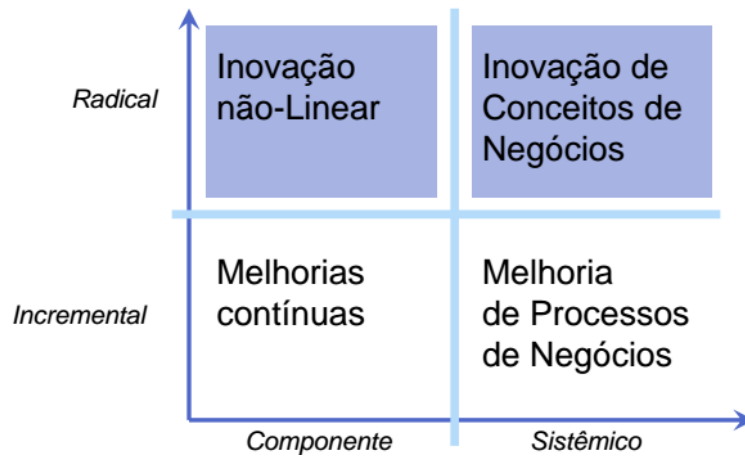 Radical
Inovação
não-Linear
Inovação de
Conceitos de
Negócios
Incremental
Melhorias
contínuas
Melhoria
de Processos
de Negócios
Componente
Sistêmico